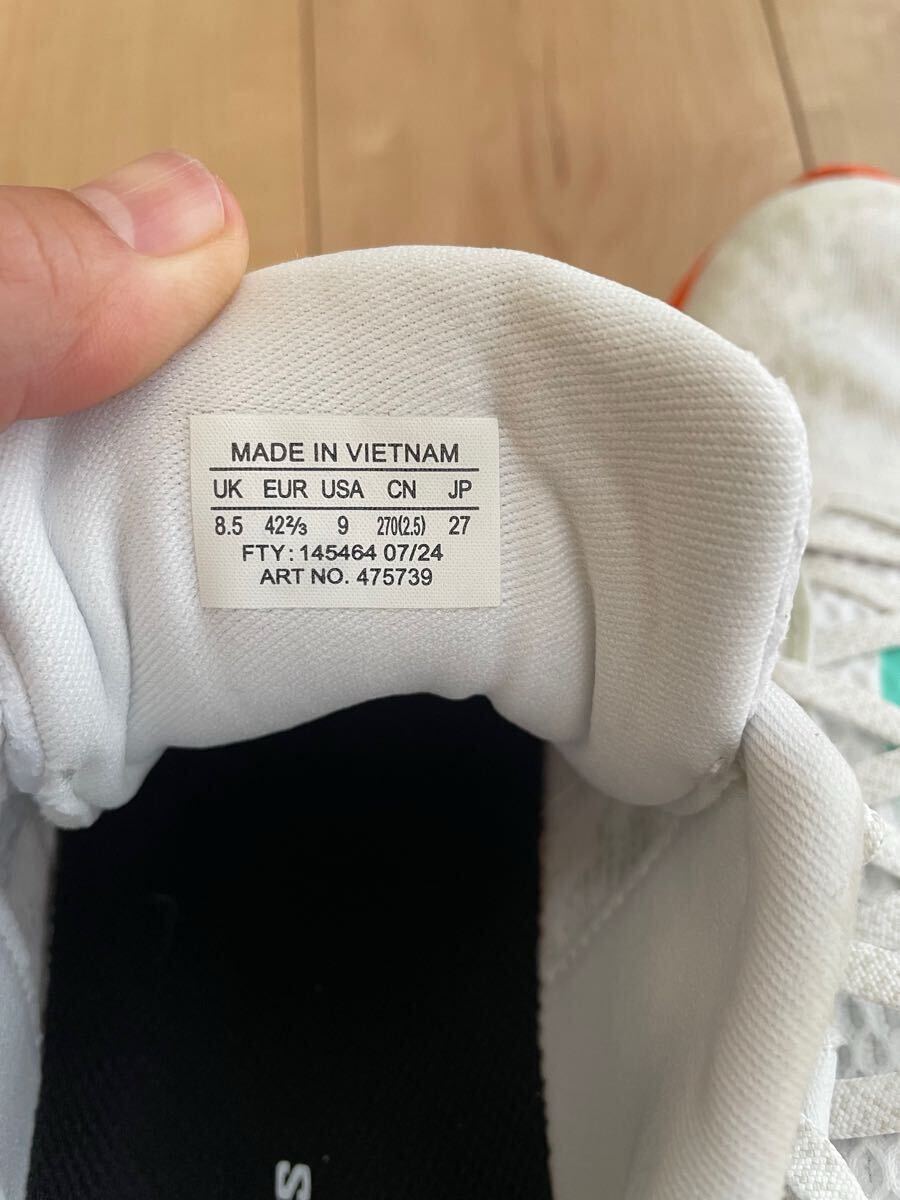 MADE IN VIETNAM
UK EUR USA CN JP
8.5 42⅔ 9 270(2.5) 27
FTY: 145464 07/24
ART NO. 475739
S